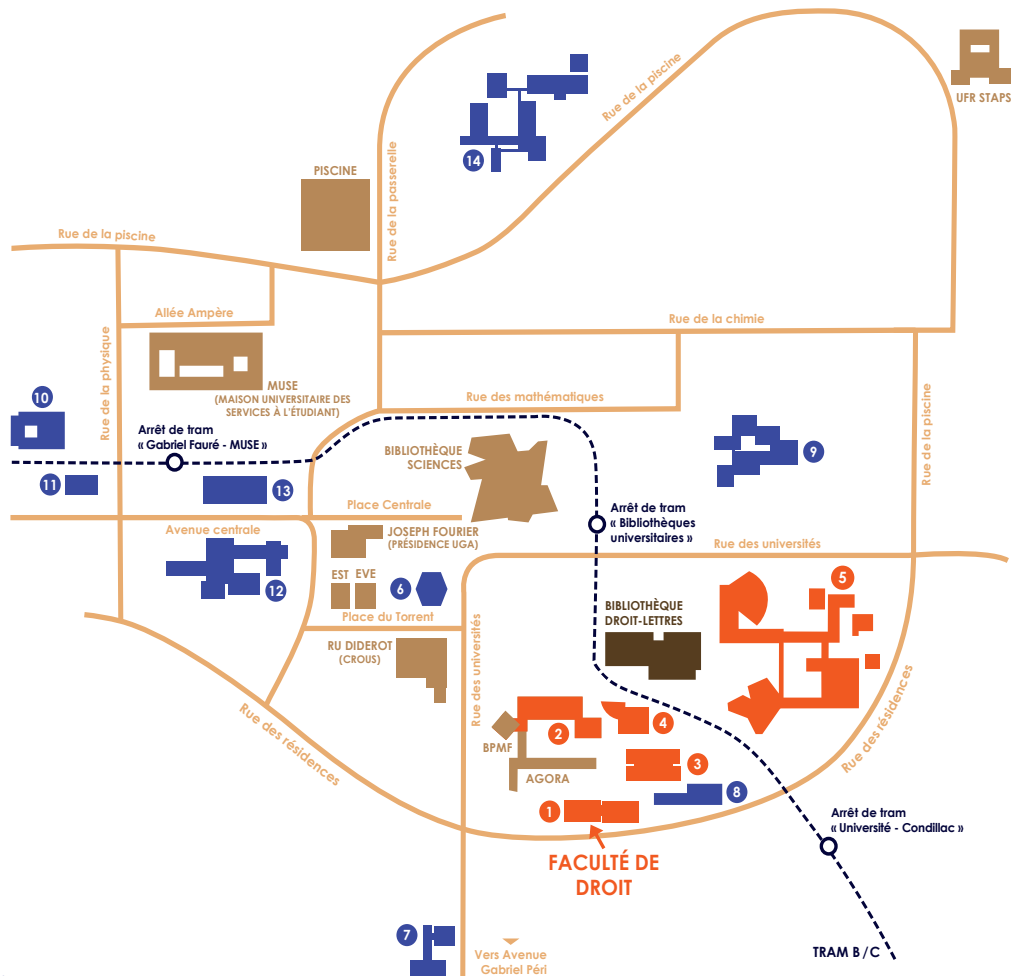 UFR STAPS
Rue de la piscine
14
PISCINE
Rue de la passerelle
Rue de la piscine
Allée Ampère
Rue de la chimie
Rue de la physique
MUSE
(MAISON UNIVERSITAIRE DES
SERVICES À L'ÉTUDIANT)
Rue des mathématiques
Rue de la piscine
10
Arrêt de tram
« Gabriel Fauré - MUSE »
BIBLIOTHÈQUE
SCIENCES
9
11
13
Place Centrale
Arrêt de tram
« Bibliothèques
universitaires »
Avenue centrale
JOSEPH FOURIER
(PRÉSIDENCE UGA)
Rue des universités
EST
EVE
6
12
5
Place du Torrent
BIBLIOTHÈQUE
DROIT-LETTRES
RU DIDEROT
(CROUS)
Rue des universités
Rue des résidences
Rue des résidences
2
4
BPMF
AGORA
3
8
1
Arrêt de tram
« Université - Condillac »
FACULTÉ DE
DROIT
7
Vers Avenue
Gabriel Péri
TRAM B / C